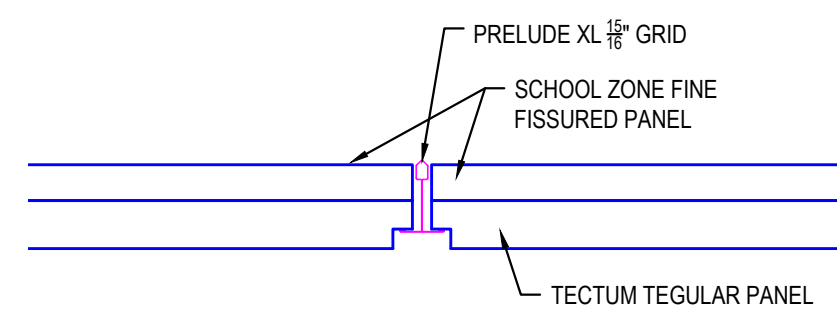 PRELUDE XL 15/16" GRID
SCHOOL ZONE FINE
FISSURED PANEL
TECTUM TEGULAR PANEL